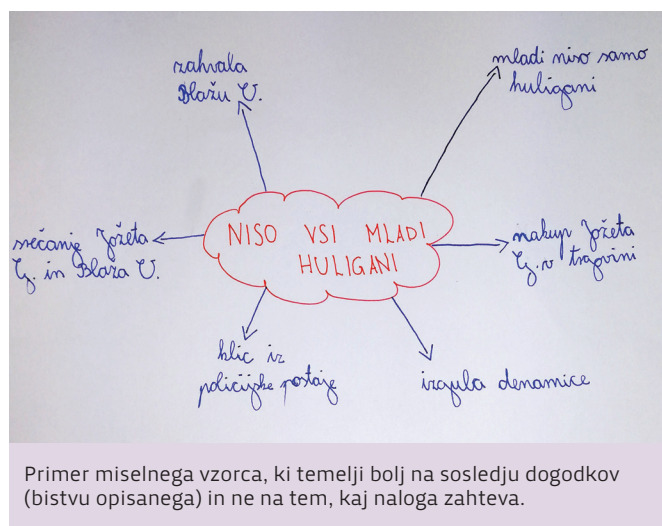 zahvala
Blažu V.
mladi niso samo
huligani
NISO VSI MLADI
HULIGANI
srečanje Jožeta
G. in Blaža V.
nakup Jožeta
G. v trgovini
klic iz
policijske postaje
izguba denarnice
Primer miselnega vzorca, ki temelji bolj na sosledju dogodkov
(bistvu opisanega) in ne na tem, kaj naloga zahteva.